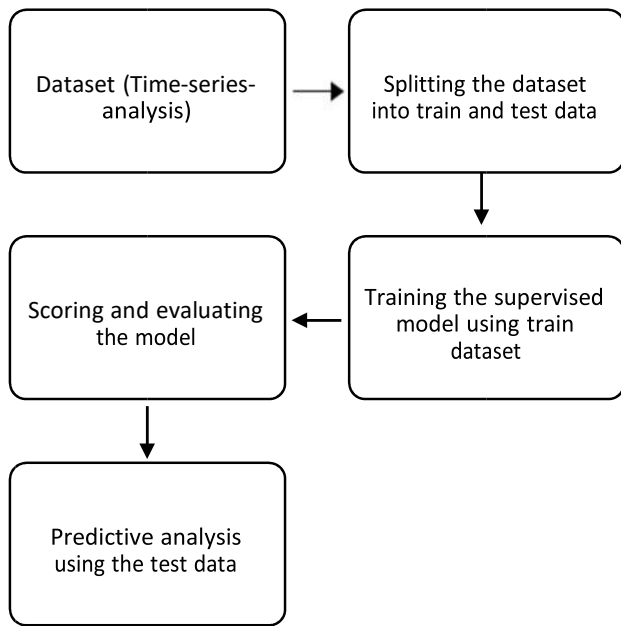 Dataset (Time-series-
analysis)
Splitting the dataset
into train and test data
Training the supervised
model using train
dataset
Scoring and evaluating
the model
Predictive analysis
using the test data